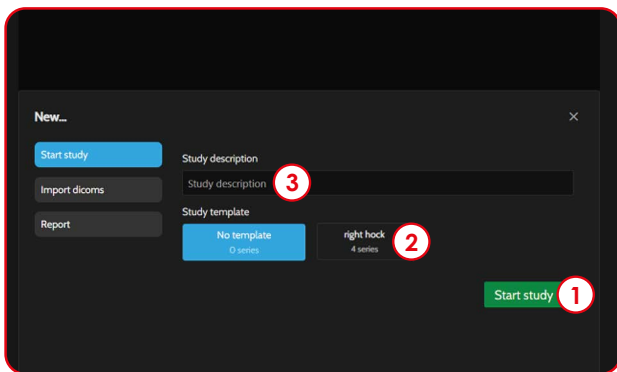 New...
Start study
Import dicoms
Report
Study description
Study description
3
Study template
No template
0 series
right hock
4 series
2
Start study
1